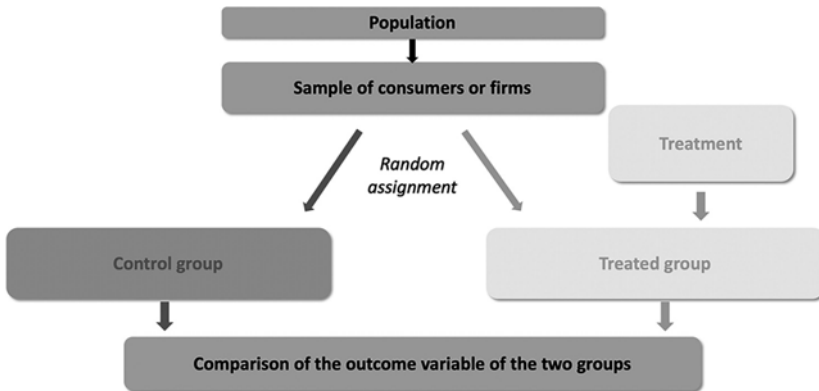 Population
Sample of consumers or firms
Treatment
Random
assignment
Control group
Treated group
Comparison of the outcome variable of the two groups